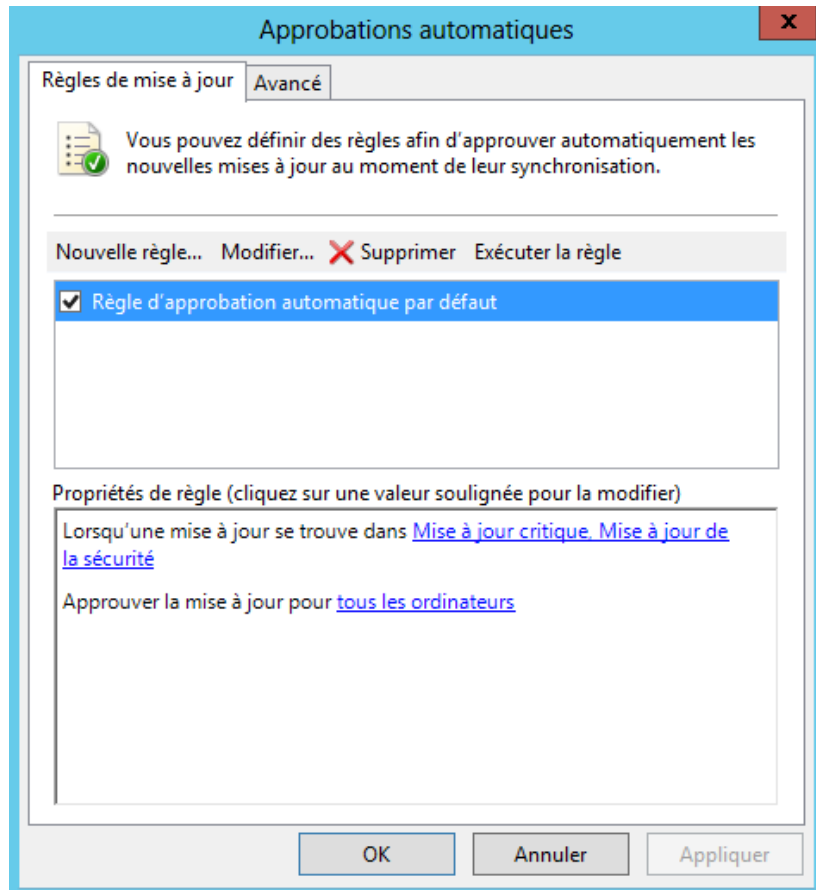 Approbations automatiques
x
Règles de mise à jour
Avancé
Vous pouvez définir des règles afin d'approuver automatiquement les
nouvelles mises à jour au moment de leur synchronisation.
Nouvelle règle... Modifier... Supprimer Exécuter la règle
Règle d'approbation automatique par défaut
Propriétés de règle (cliquez sur une valeur soulignée pour la modifier)
Lorsqu'une mise à jour se trouve dans Mise à jour critique, Mise à jour de
la sécurité
Approuver la mise à jour pour tous les ordinateurs
OK Annuler Appliquer